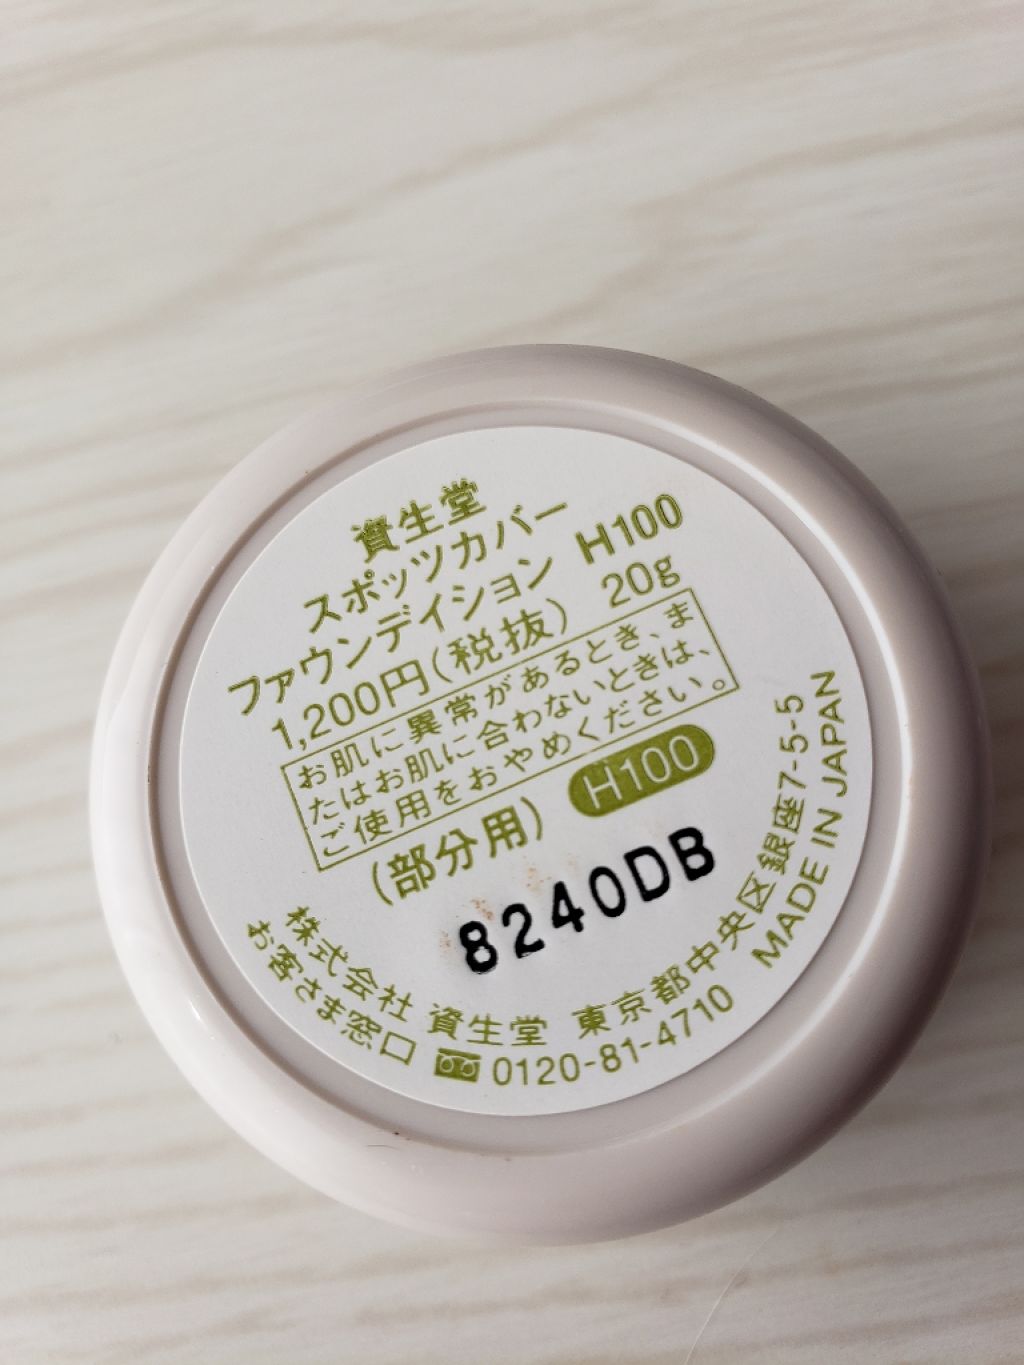 資生堂
スポッツカバー
ファウンデイション H100
1,200円(税抜) 20g
お肌に異常があるとき、ま
たはお肌に合わないときは、
ご使用をおやめください。
(部分用) H100
8240DB
株式会社 資生堂 東京都中央区銀座7-5-5
お客さま窓口 0120-81-4710
MADE IN JAPAN